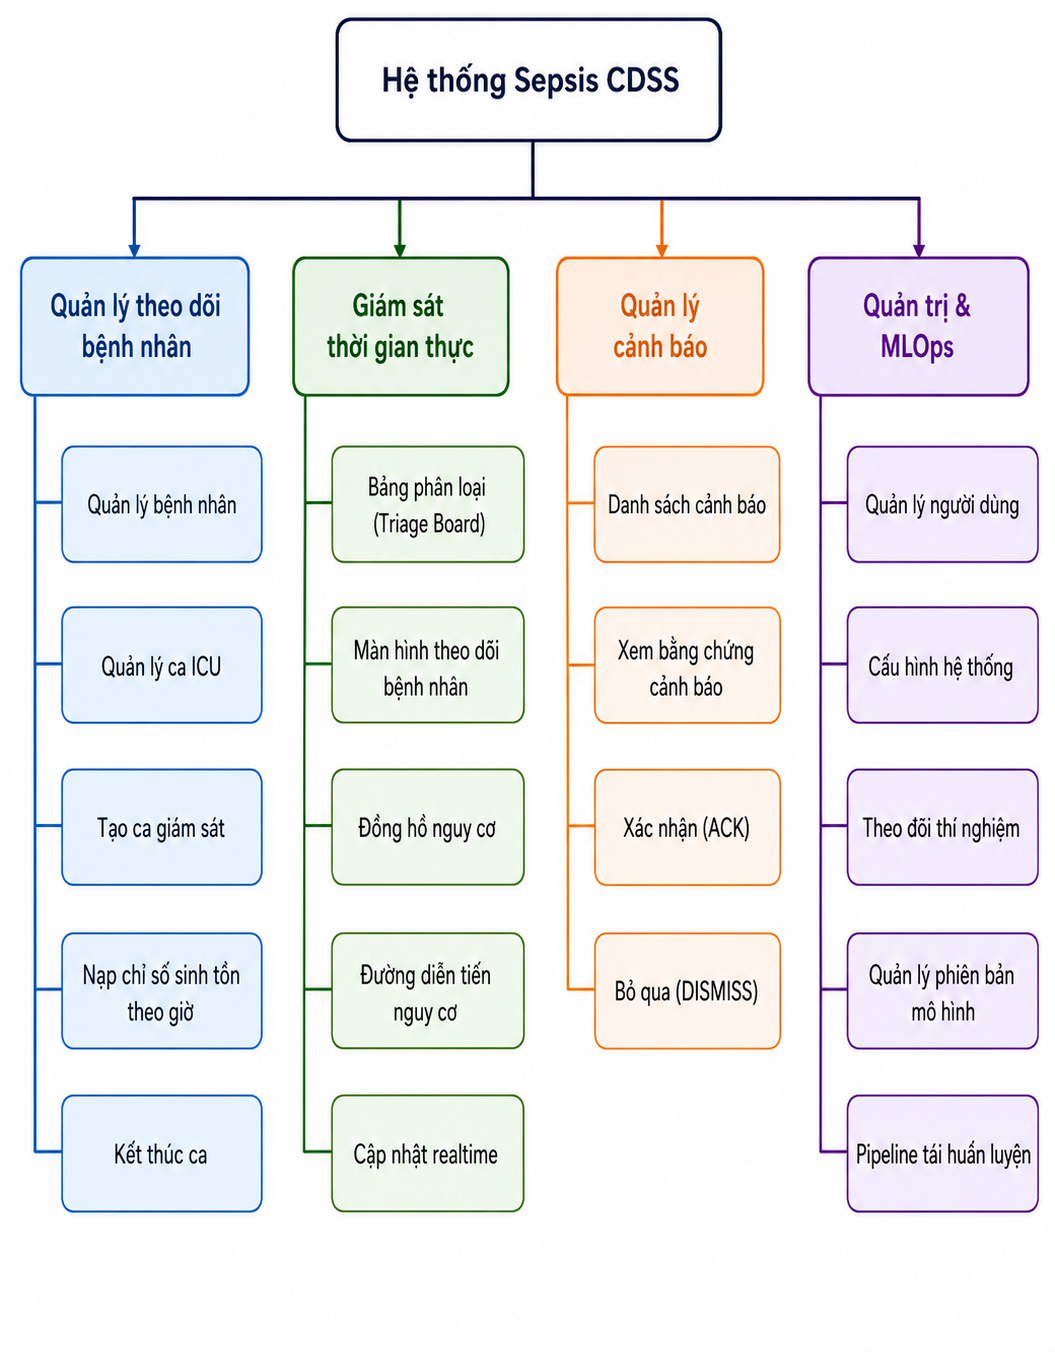 Hệ thống Sepsis CDSS
Quản lý theo dõi
bệnh nhân
Quản lý bệnh nhân
Quản lý ca ICU
Tạo ca giám sát
Nạp chỉ số sinh tồn
theo giờ
Kết thúc ca
Giám sát
thời gian thực
Bảng phân loại
(Triage Board)
Màn hình theo dõi
bệnh nhân
Đồng hồ nguy cơ
Đường diễn tiến
nguy cơ
Cập nhật realtime
Quản lý
cảnh báo
Danh sách cảnh báo
Xem bằng chứng
cảnh báo
Xác nhận (ACK)
Bỏ qua (DISMISS)
Quản trị &
MLOps
Quản lý người dùng
Cấu hình hệ thống
Theo đõi thí nghiệm
Quản lý phiên bản
mô hình
Pipeline tái huấn luyện